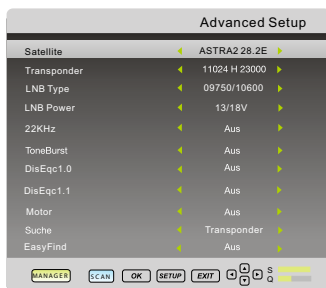 Advanced Setup
Satellite ASTRA2 28.2E
Transponder 11024 H 23000
LNB Type 09750/10600
LNB Power 13/18V
22KHz Aus
ToneBurst Aus
DisEqc1.0 Aus
DisEqc1.1 Aus
Motor Aus
Suche Transponder
EasyFind Aus
MANAGER SCAN OK SETUP EXIT S
Q